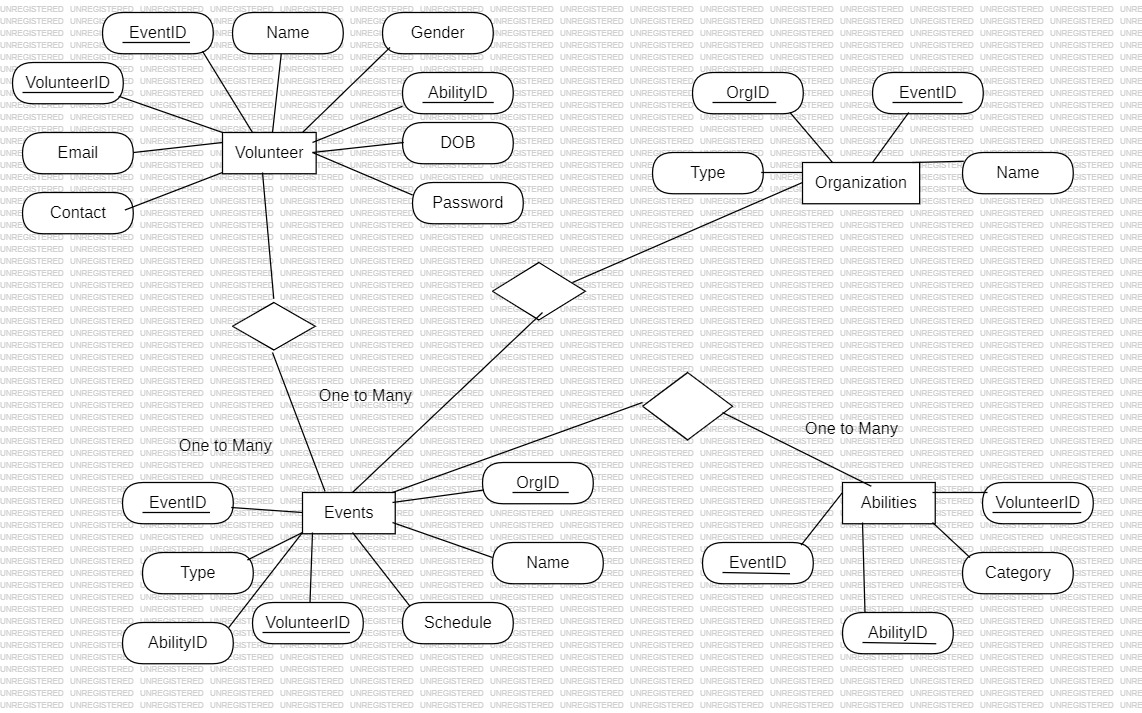 EventID
Name
Gender
VolunteerID
AbilityID
OrgID
EventID
Email
Volunteer
DOB
Contact
Password
Type
Organization
Name
One to Many
One to Many
One to Many
EventID
OrgID
Events
Abilities
VolunteerID
Type
Name
EventID
Category
AbilityID
VolunteerID
Schedule
AbilityID
UNREGISTERED